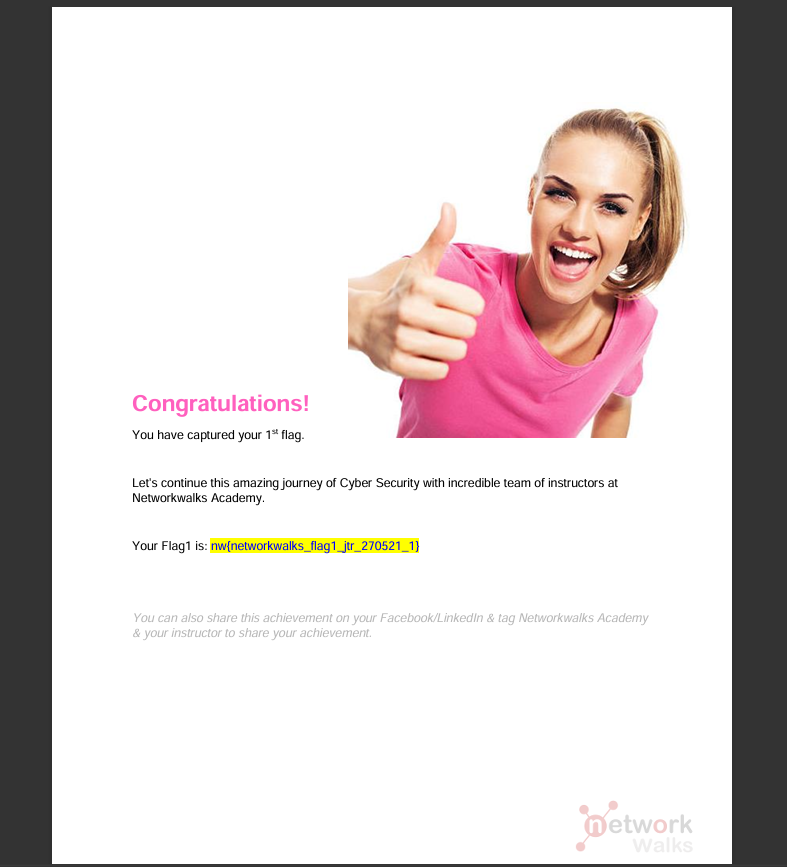 Congratulations!
You have captured your 1st flag.
Let's continue this amazing journey of Cyber Security with incredible team of instructors at
Networkwalks Academy.
Your Flag1 is: nw{networkwalks_flag1_jtr_270521_1}
You can also share this achievement on your Facebook/LinkedIn & tag Networkwalks Academy
& your instructor to share your achievement.
network
Walks